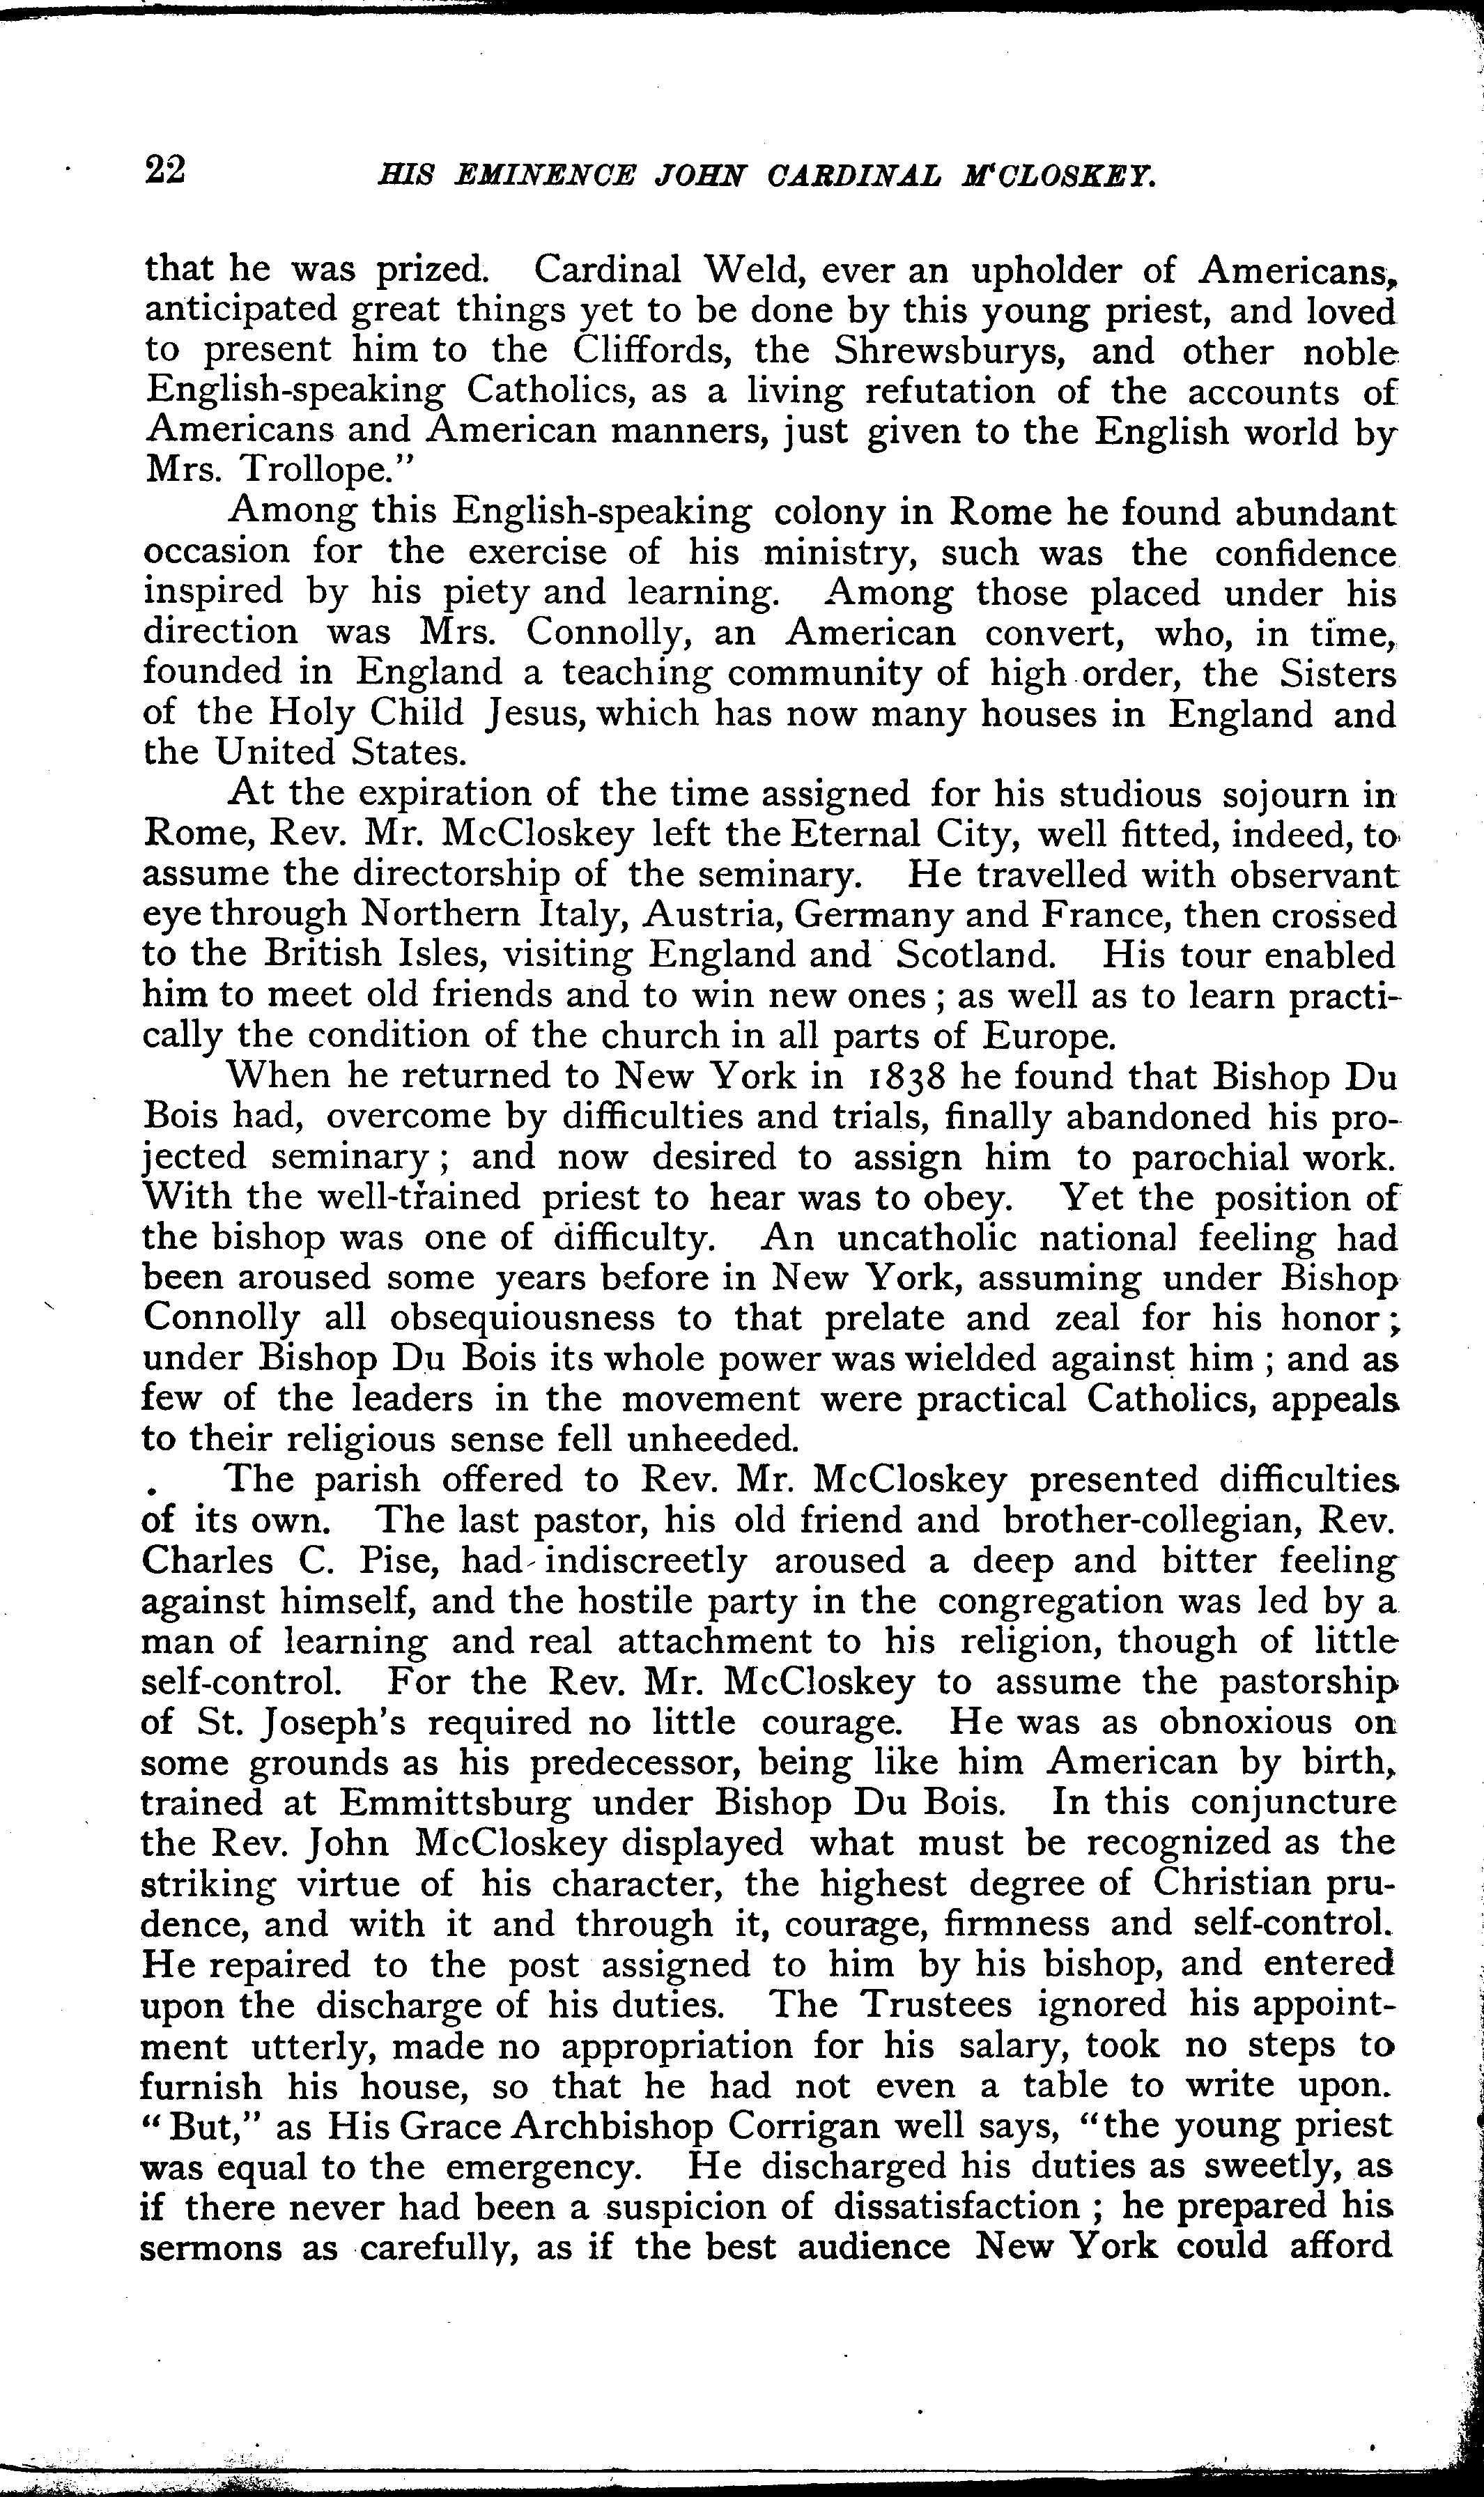 22 HIS EMINENCE JOHN CARDINAL M‘CLOSKEY.
that he was prized. Cardinal Weld, ever an upholder of Americans,
anticipated great things yet to be done by this young priest, and loved
to present him to the Cliffords, the Shrewsburys, and other noble
English-speaking Catholics, as a living refutation of the accounts of
Americans and American manners, just given to the English world by
Mrs. Trollope."
Among this English-speaking colony in Rome he found abundant
occasion for the exercise of his ministry, such was the confidence
inspired by his piety and learning. Among those placed under his
direction was Mrs. Connolly, an American convert, who, in time,
founded in England a teaching community of high order, the Sisters
of the Holy Child Jesus, which has now many houses in England and
the United States.
At the expiration of the time assigned for his studious sojourn in
Rome, Rev. Mr. McCloskey left the Eternal City, well fitted, indeed, to
assume the directorship of the seminary. He travelled with observant
eye through Northern Italy, Austria, Germany and France, then crossed
to the British Isles, visiting England and Scotland. His tour enabled
him to meet old friends and to win new ones ; as well as to learn practi-
cally the condition of the church in all parts of Europe.
When he returned to New York in 1838 he found that Bishop Du
Bois had, overcome by difficulties and trials, finally abandoned his pro-
jected seminary ; and now desired to assign him to parochial work.
With the well-trained priest to hear was to obey. Yet the position of
the bishop was one of difficulty. An uncatholic national feeling had
been aroused some years before in New York, assuming under Bishop
Connolly all obsequiousness to that prelate and zeal for his honor ;
under Bishop Du Bois its whole power was wielded against him ; and as
few of the leaders in the movement were practical Catholics, appeals
to their religious sense fell unheeded.
The parish offered to Rev. Mr. McCloskey presented difficulties
of its own. The last pastor, his old friend and brother-collegian, Rev.
Charles C. Pise, had indiscreetly aroused a deep and bitter feeling
against himself, and the hostile party in the congregation was led by a
man of learning and real attachment to his religion, though of little
self-control. For the Rev. Mr. McCloskey to assume the pastorship
of St. Joseph's required no little courage. He was as obnoxious on
some grounds as his predecessor, being like him American by birth,
trained at Emmittsburg under Bishop Du Bois. In this conjuncture
the Rev. John McCloskey displayed what must be recognized as the
striking virtue of his character, the highest degree of Christian pru-
dence, and with it and through it, courage, firmness and self-control.
He repaired to the post assigned to him by his bishop, and entered
upon the discharge of his duties. The Trustees ignored his appoint-
ment utterly, made no appropriation for his salary, took no steps to
furnish his house, so that he had not even a table to write upon.
"But," as His Grace Archbishop Corrigan well says, "the young priest
was equal to the emergency. He discharged his duties as sweetly, as
if there never had been a suspicion of dissatisfaction ; he prepared his
sermons as carefully, as if the best audience New York could afford